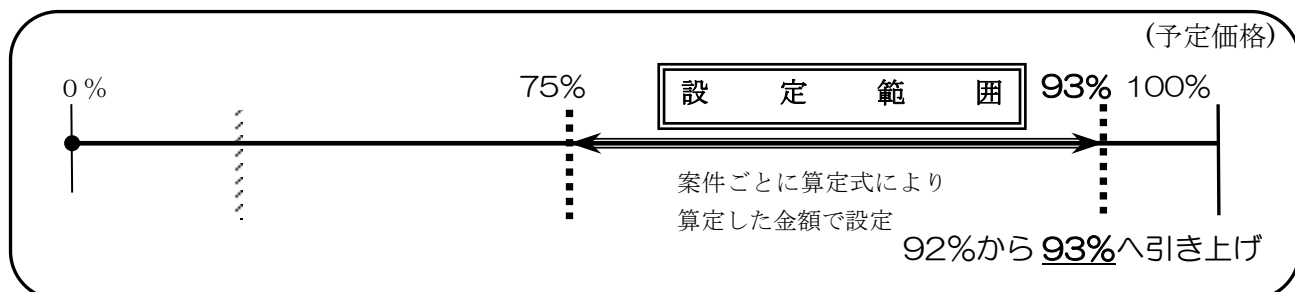 (予定価格)
0% 75% 設定範囲 93% 100%
案件ごとに算定式により
算定した金額で設定
92%から 93%へ引き上げ